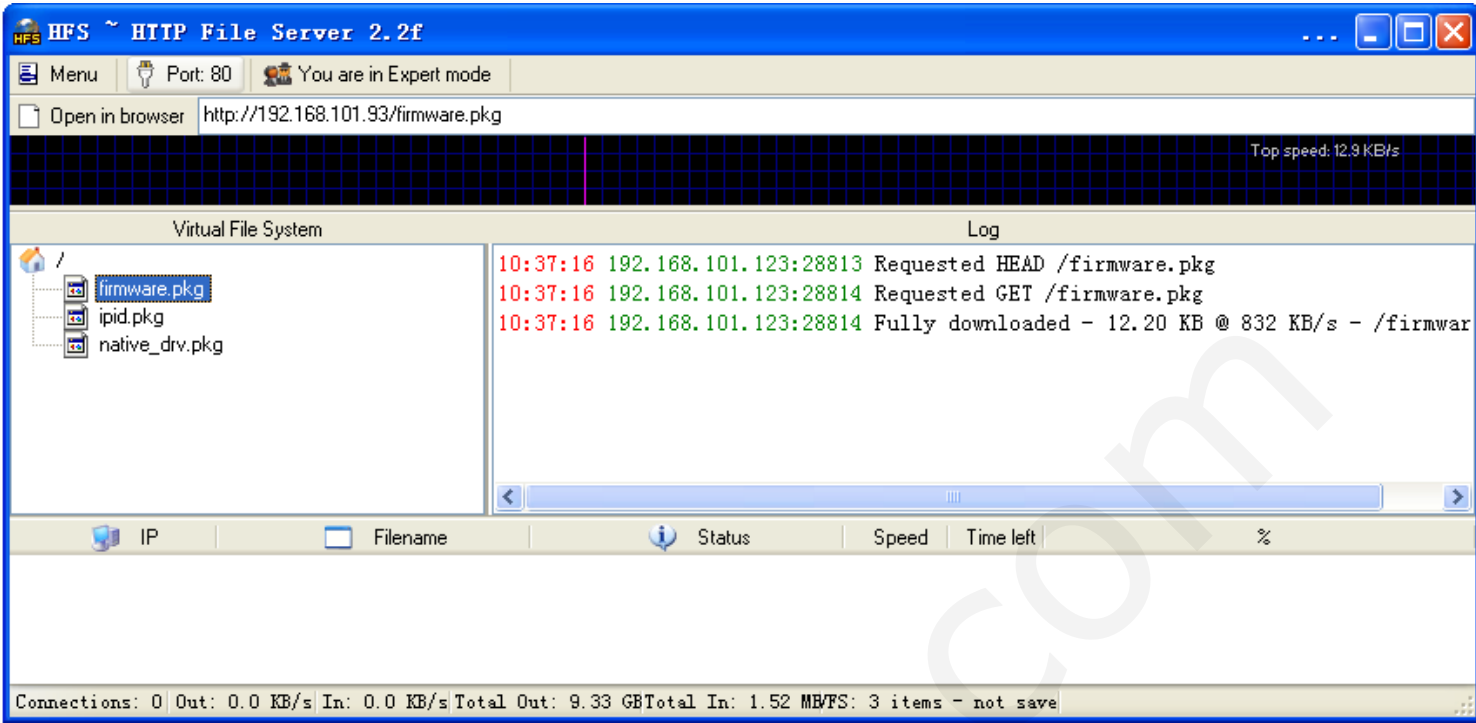 HFS ~ HTTP File Server 2.2f ...
Menu Port: 80 You are in Expert mode
Open in browser http://192.168.101.93/firmware.pkg
Top speed: 12.9 KB/s
Virtual File System
/
firmware.pkg
ipid.pkg
native_drv.pkg
Log
10:37:16 192.168.101.123:28813 Requested HEAD /firmware.pkg
10:37:16 192.168.101.123:28814 Requested GET /firmware.pkg
10:37:16 192.168.101.123:28814 Fully downloaded - 12.20 KB @ 832 KB/s - /firmwar
IP Filename Status Speed Time left %
Connections: 0 Out: 0.0 KB/s In: 0.0 KB/s Total Out: 9.33 GB Total In: 1.52 MB VFS: 3 items - not save
com